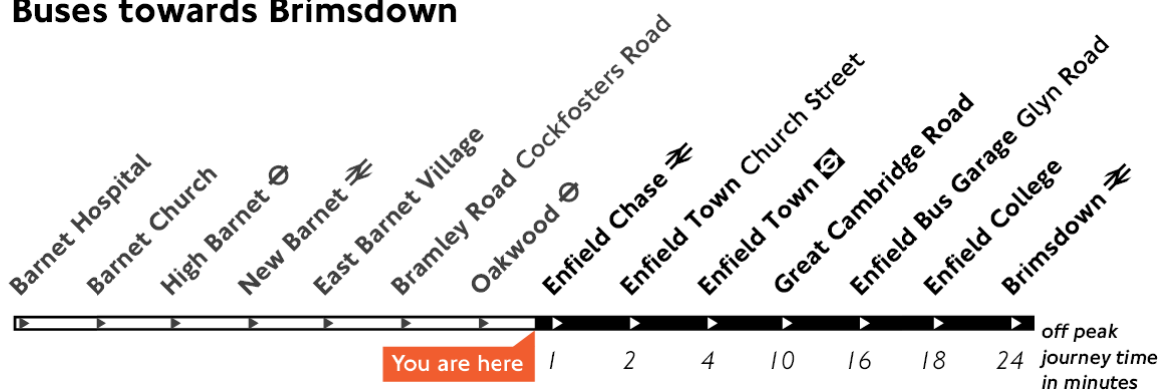 Buses towards Brimsdown
Barnet Hospital
Barnet Church
High Barnet
New Barnet
East Barnet Village
Bramley Road Cockfosters Road
Oakwood
Enfield Chase
Enfield Town Church Street
Enfield Town
Great Cambridge Road
Enfield Bus Garage Glyn Road
Enfield College
Brimsdown
You are here
1 2 4 10 16 18 24
off peak
journey time
in minutes